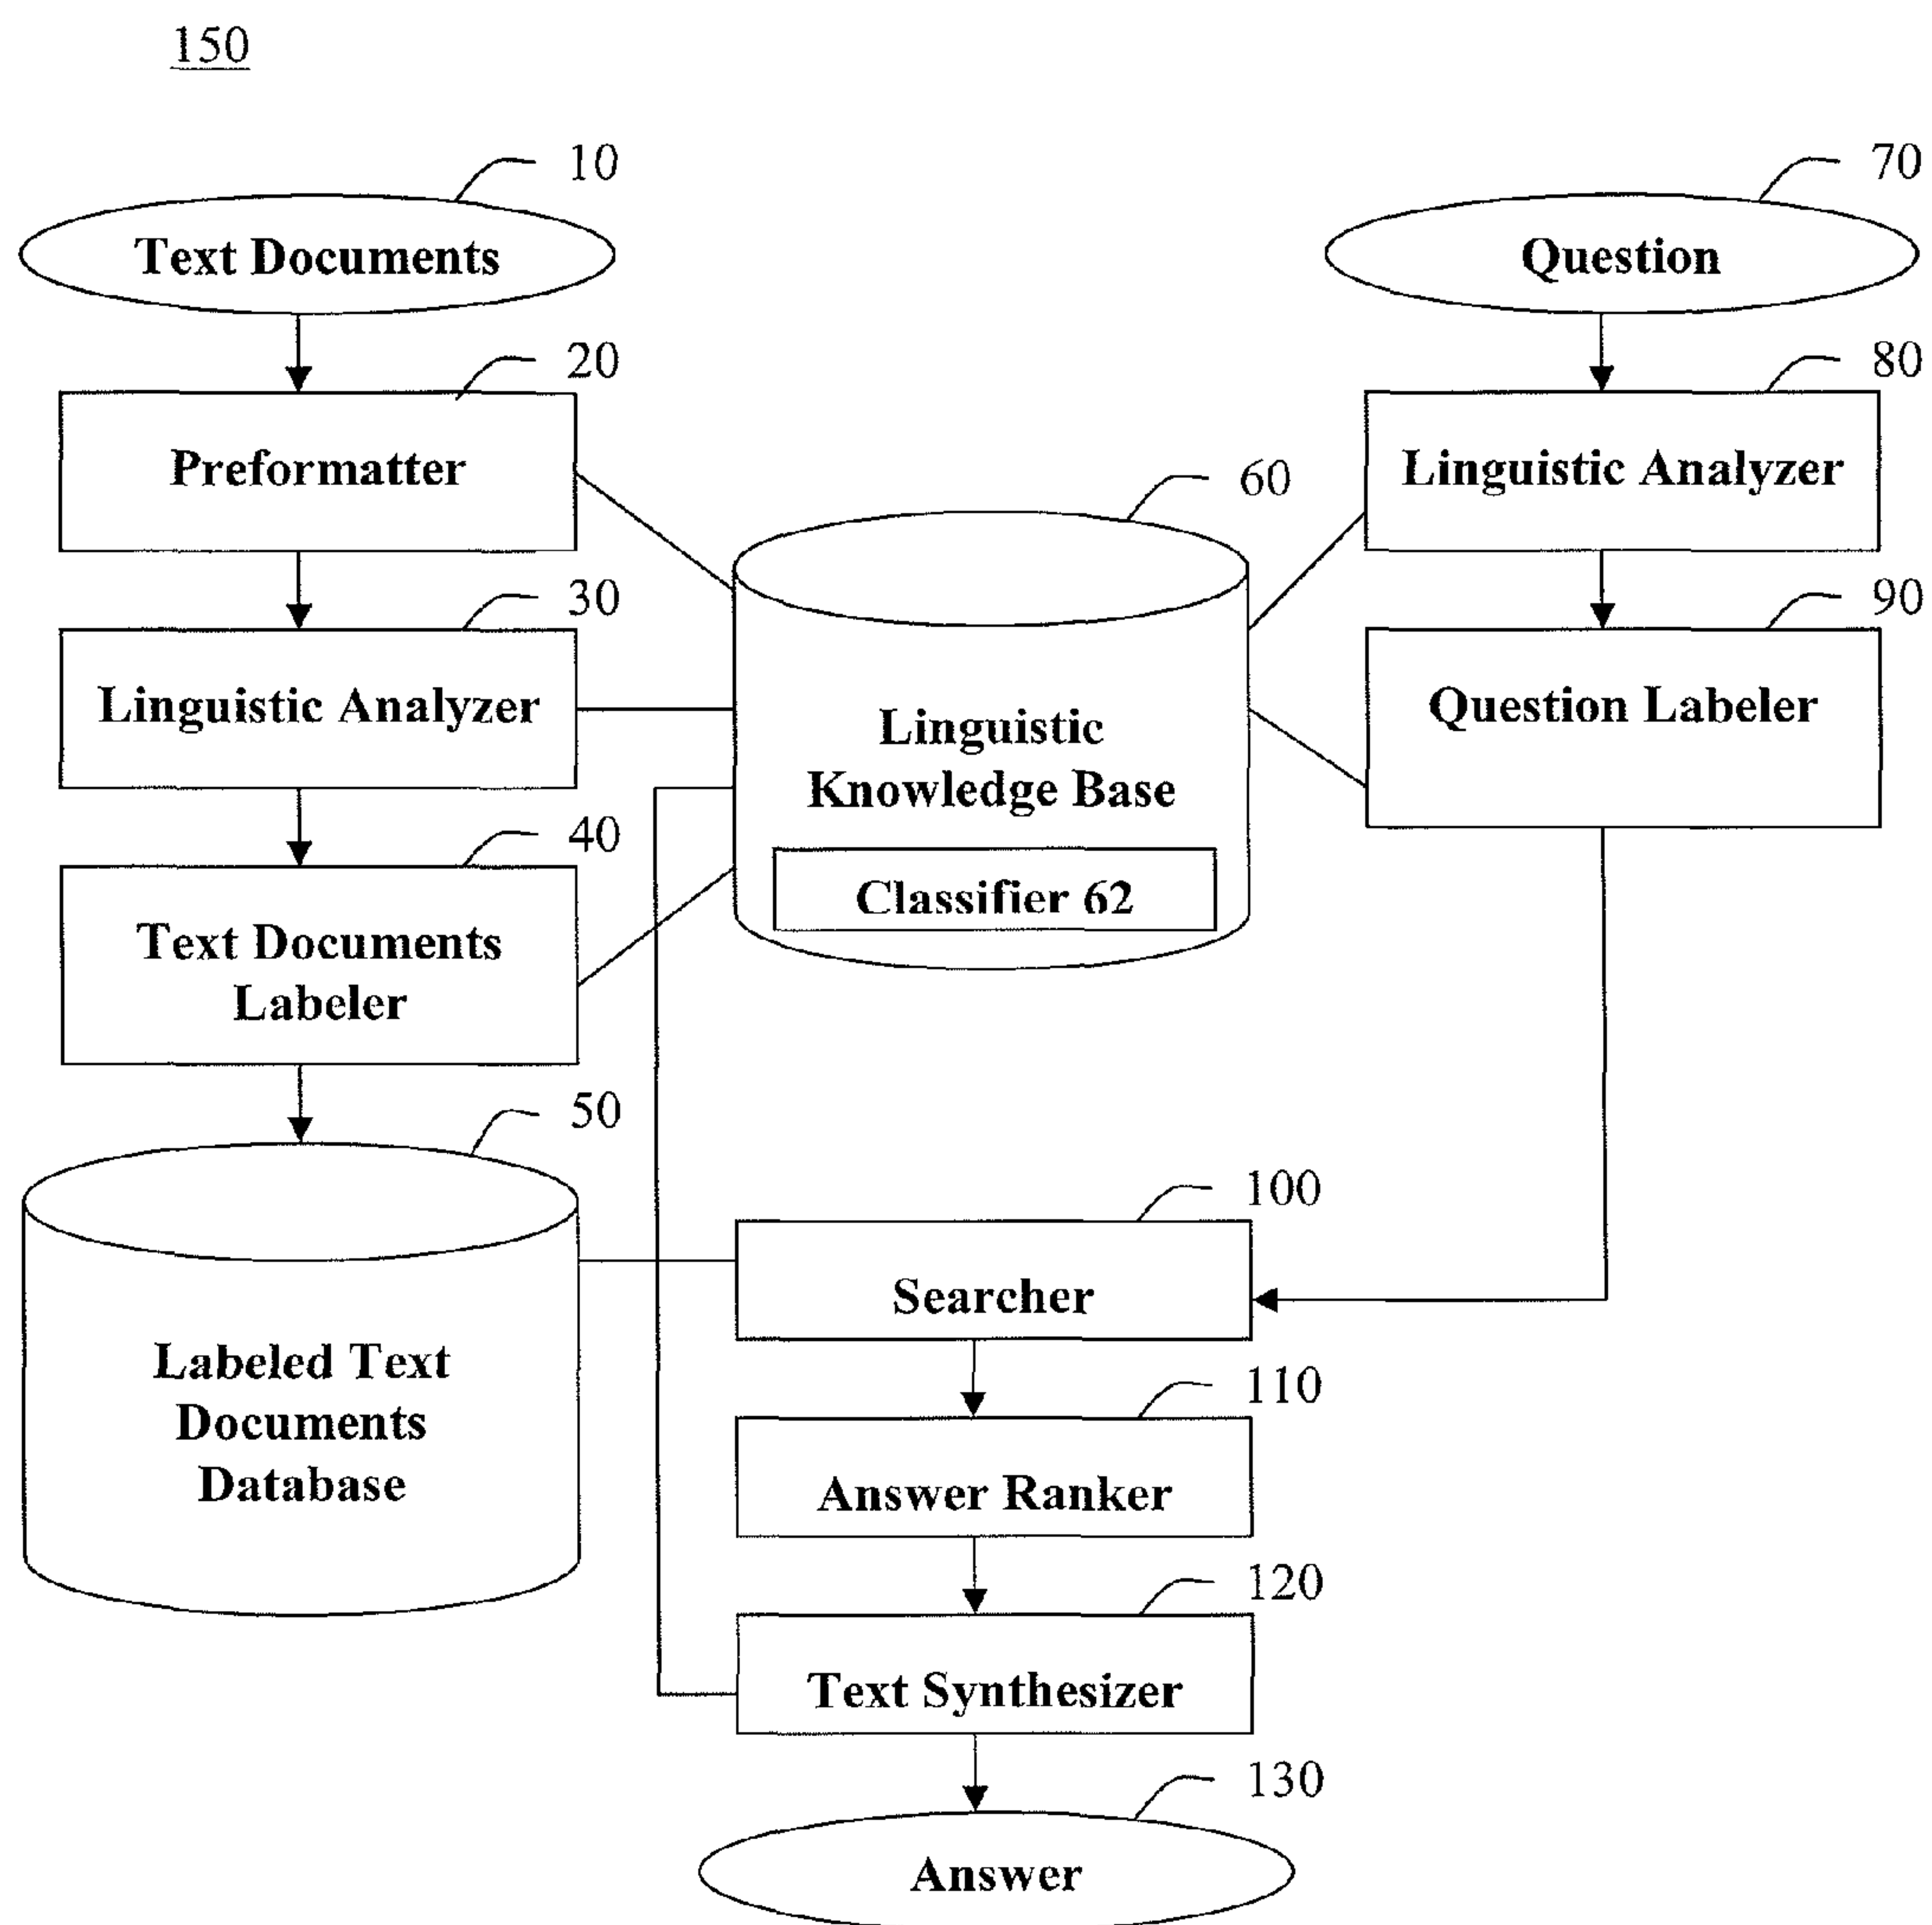 150
10
Text Documents
20
Preformatter
30
Linguistic Analyzer
40
Text Documents
Labeler
50
Labeled Text
Documents
Database
60
Linguistic
Knowledge Base
Classifier 62
70
Question
80
Linguistic Analyzer
90
Question Labeler
100
Searcher
110
Answer Ranker
120
Text Synthesizer
130
Answer